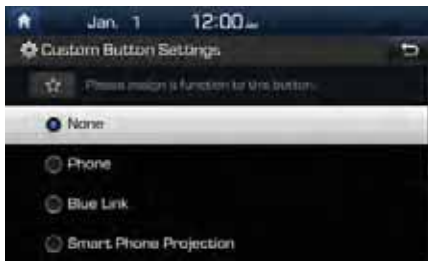 Jan. 1 12:00 AM
Custom Button Settings
Please assign a function to this button.
None
Phone
Blue Link
Smart Phone Projection